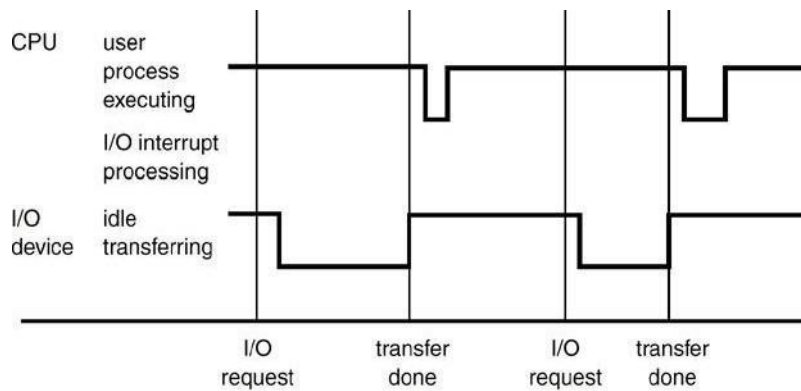 CPU user
process
executing
I/O interrupt
processing
I/O idle
device transferring
I/O transfer I/O transfer
request done request done